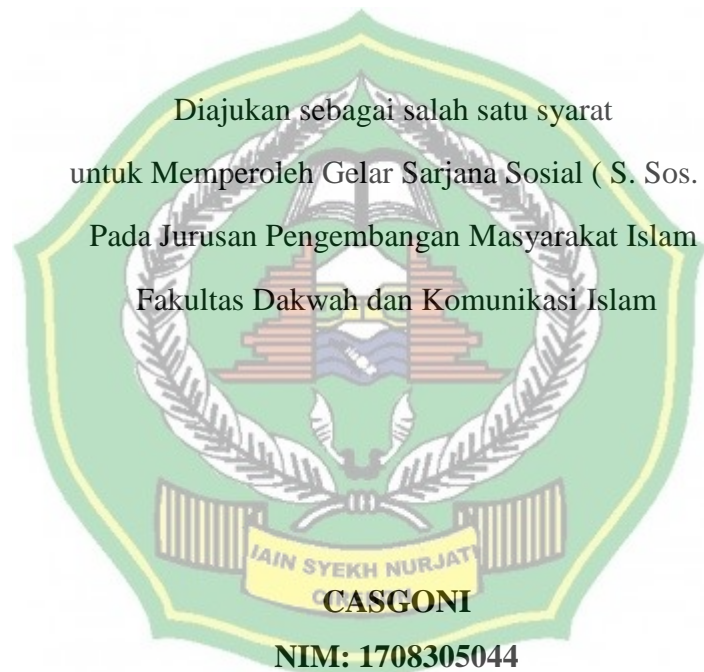 Diajukan sebagai salah satu syarat
untuk Memperoleh Gelar Sarjana Sosial ( S. Sos.
Pada Jurusan Pengembangan Masyarakat Islam
Fakultas Dakwah dan Komunikasi Islam
IAIN SYEKH NURJATI
CIREBON
CASGONI
NIM: 1708305044